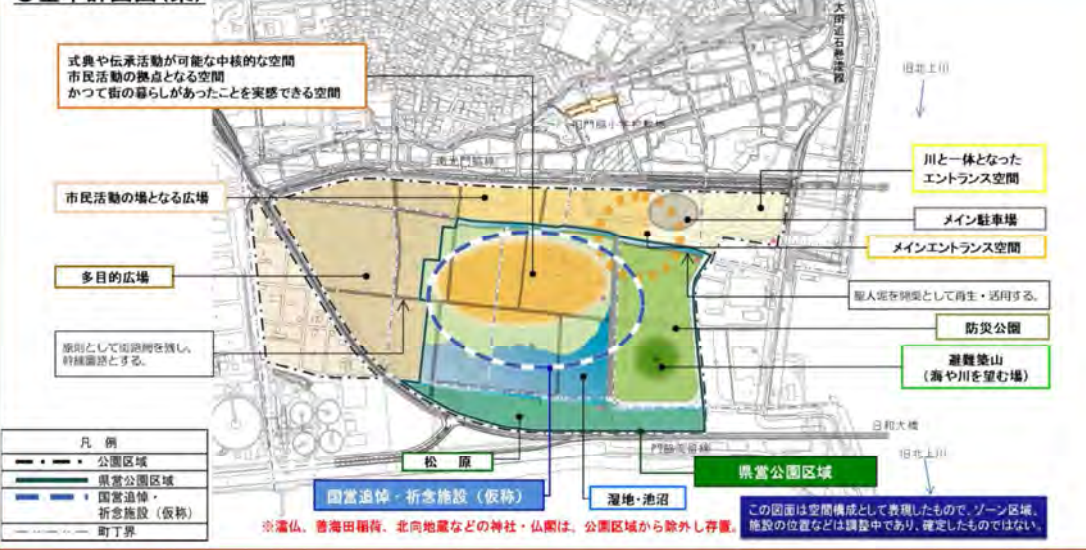 式典や伝承活動が可能な中核的な空間
市民活動の拠点となる空間
かつて街の暮らしがあったことを実感できる空間
旧北上川
南光門脇線
川と一体となった
エントランス空間
市民活動の場となる広場
メイン駐車場
メインエントランス空間
多目的広場
聖人堀を開渠として再生・活用する。
防災公園
原則として街路間を残し、
幹線園路とする。
避難築山
(海や川を望む場)
日和大橋
凡 例
公園区域
県営公園区域
国営追悼・
祈念施設(仮称)
町丁界
松 原
県営公園区域
旧北上川
国営追悼・祈念施設(仮称)
湿地・池沼
この図面は空間構成として表現したもので、ゾーン区域、
施設の位置などは調整中であり、確定したものではない。
※濡仏、善海田稲荷、北向地蔵などの神社・仏閣は、公園区域から除外し存置。